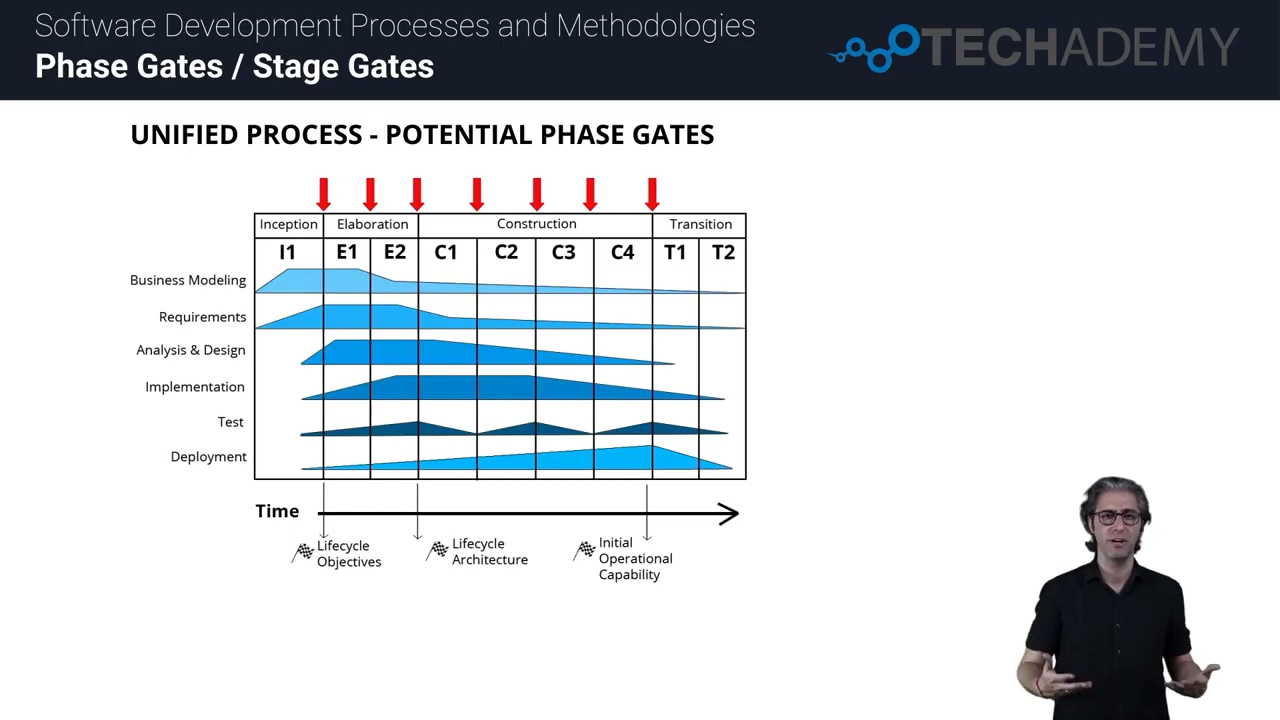 Software Development Processes and Methodologies
Phase Gates / Stage Gates
TECHADEMY
UNIFIED PROCESS - POTENTIAL PHASE GATES
Inception Elaboration Construction Transition
I1 E1 E2 C1 C2 C3 C4 T1 T2
Business Modeling
Requirements
Analysis & Design
Implementation
Test
Deployment
Time
Lifecycle
Objectives
Lifecycle
Architecture
Initial
Operational
Capability